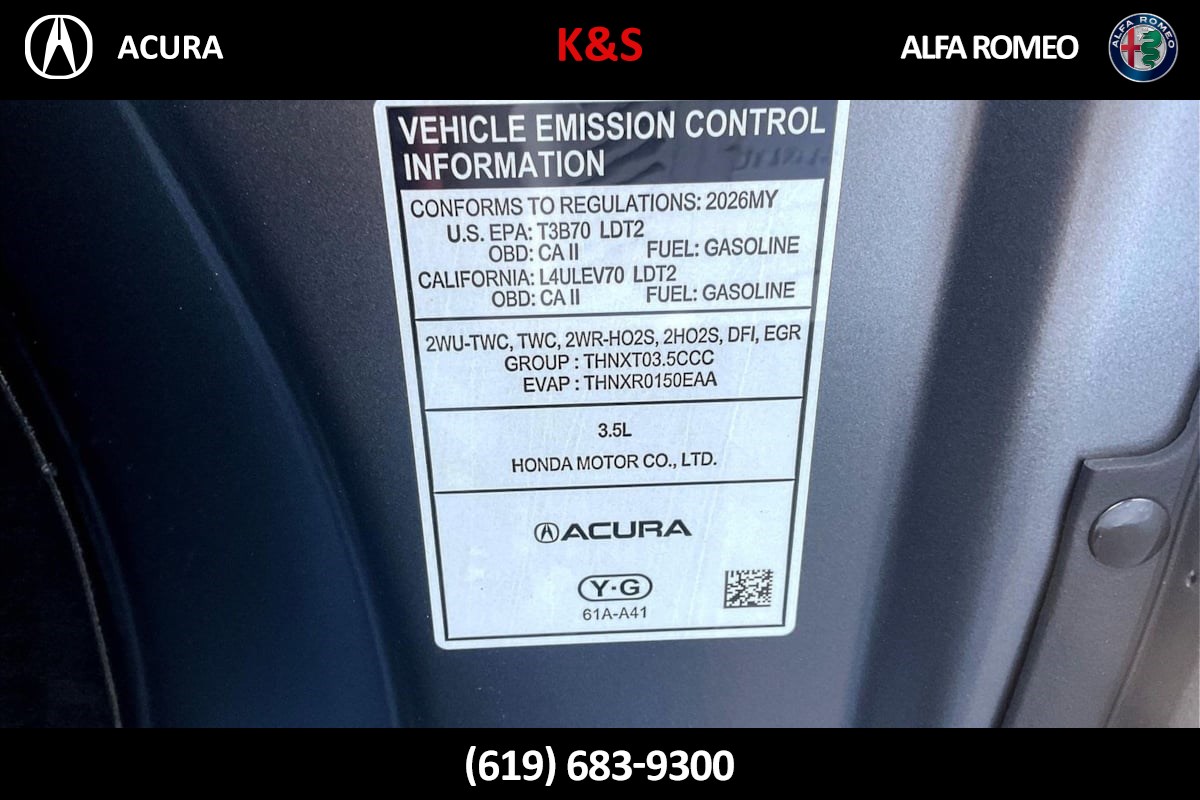 ACURA
K&S
ALFA ROMEO
ALFA ROMEO
VEHICLE EMISSION CONTROL
INFORMATION
CONFORMS TO REGULATIONS: 2026MY
U.S. EPA: T3B70 LDT2
OBD: CA II FUEL: GASOLINE
CALIFORNIA: L4ULEV70 LDT2
OBD: CA II FUEL: GASOLINE
2WU-TWC, TWC, 2WR-HO2S, 2HO2S, DFI, EGR
GROUP : THNXT03.5CCC
EVAP : THNXR0150EAA
3.5L
HONDA MOTOR CO., LTD.
ACURA
Y·G
61A-A41
(619) 683-9300